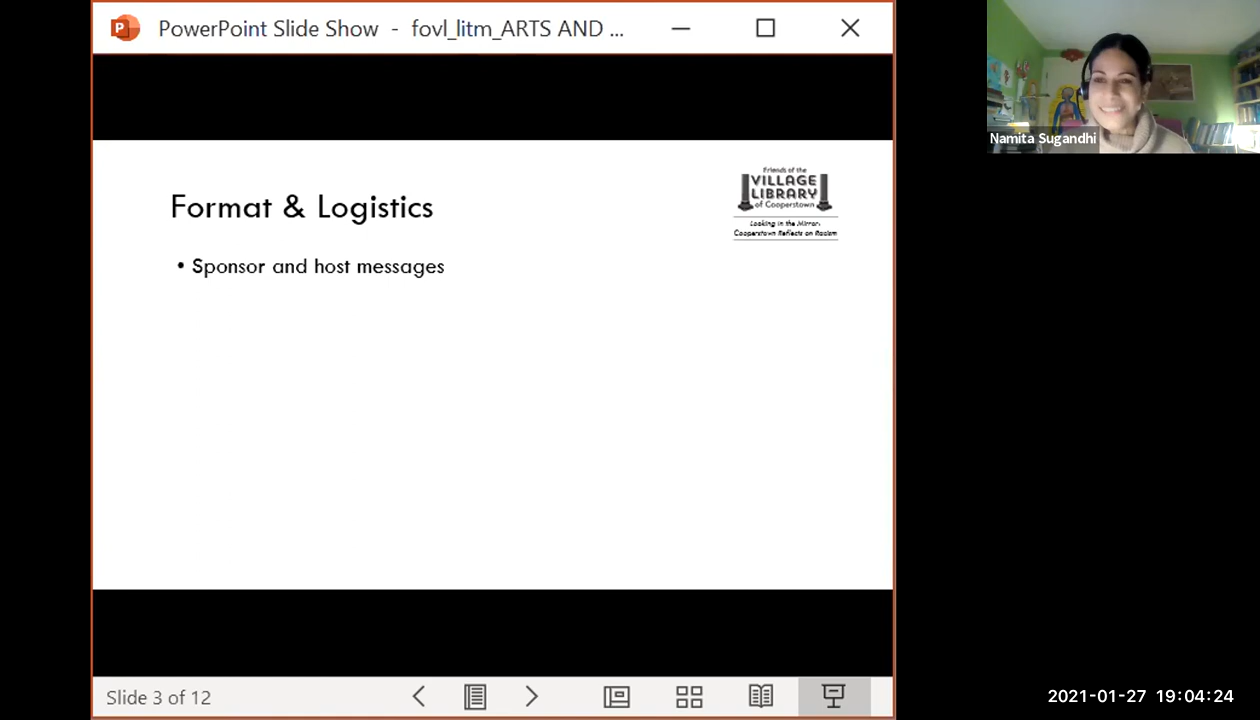 PowerPoint Slide Show - fovl_litm_ARTS AND ...
Namita Sugandhi
Friends of the
VILLAGE
LIBRARY
of Cooperstown
Looking in the Mirror:
Cooperstown Reflects on Racism
Format & Logistics
• Sponsor and host messages
Slide 3 of 12
2021-01-27 19:04:24